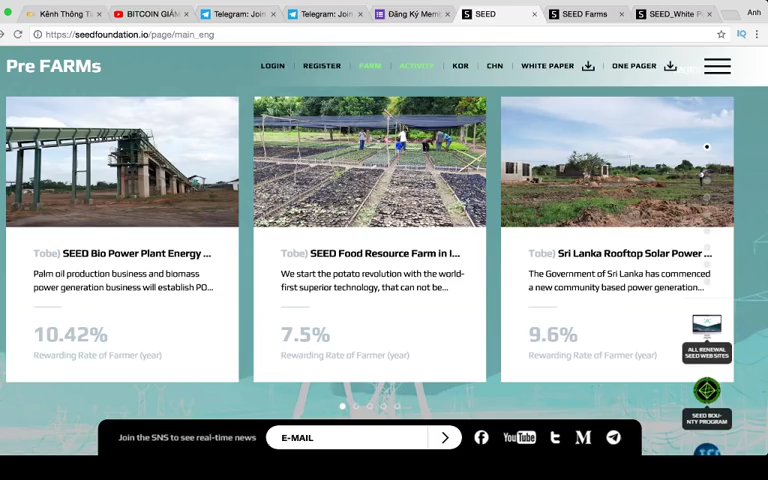 Kênh Thông T
BITCOIN GIẢM
Telegram: Join
Telegram: Join
Đăng Ký Mem
SEED
SEED Farms
SEED_White P
Anh
https://seedfoundation.io/page/main_eng
IQ
Pre FARMs
LOGIN
REGISTER
FARM
ACTIVITY
KOR
CHN
WHITE PAPER
ONE PAGER
Tobe) SEED Bio Power Plant Energy ...
Palm oil production business and biomass
power generation business will establish PO...
10.42%
Rewarding Rate of Farmer (year)
Tobe) SEED Food Resource Farm in I...
We start the potato revolution with the world-
first superior technology, that can not be...
7.5%
Rewarding Rate of Farmer (year)
Tobe) Sri Lanka Rooftop Solar Power ...
The Government of Sri Lanka has commenced
a new community based power generation...
9.6%
Rewarding Rate of Farmer (year)
ALL RENEWAL
SEED WEB SITES
SEED BOU-
NTY PROGRAM
Join the SNS to see real-time news
E-MAIL
YouTube